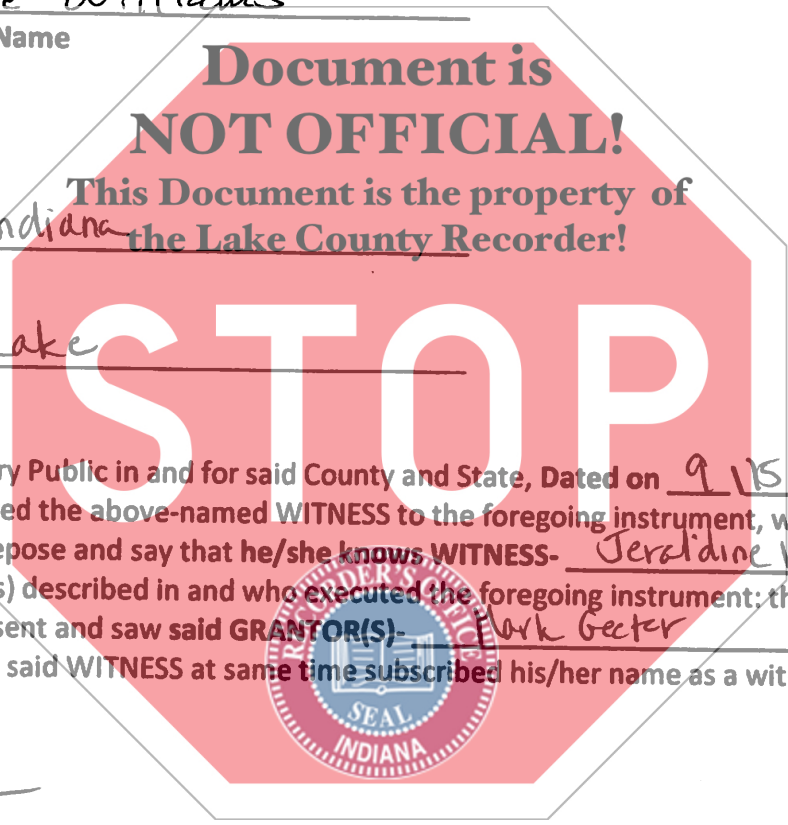 Williams
Name
Document is
NOT OFFICIAL!
This Document is the property of
the Lake County Recorder!
ndiana
ake
STOP
ry Public in and for said County and State, Dated on 9 \15
ed the above-named WITNESS to the foregoing instrument, w
epose and say that he/she knows WITNESS- Jeraldine
s) described in and who executed the foregoing instrument: th
sent and saw said GRANTOR(S)- Mark Geeter
said WITNESS at same time subscribed his/her name as a wit
RECORDER'S OFFICE
SEAL
INDIANA